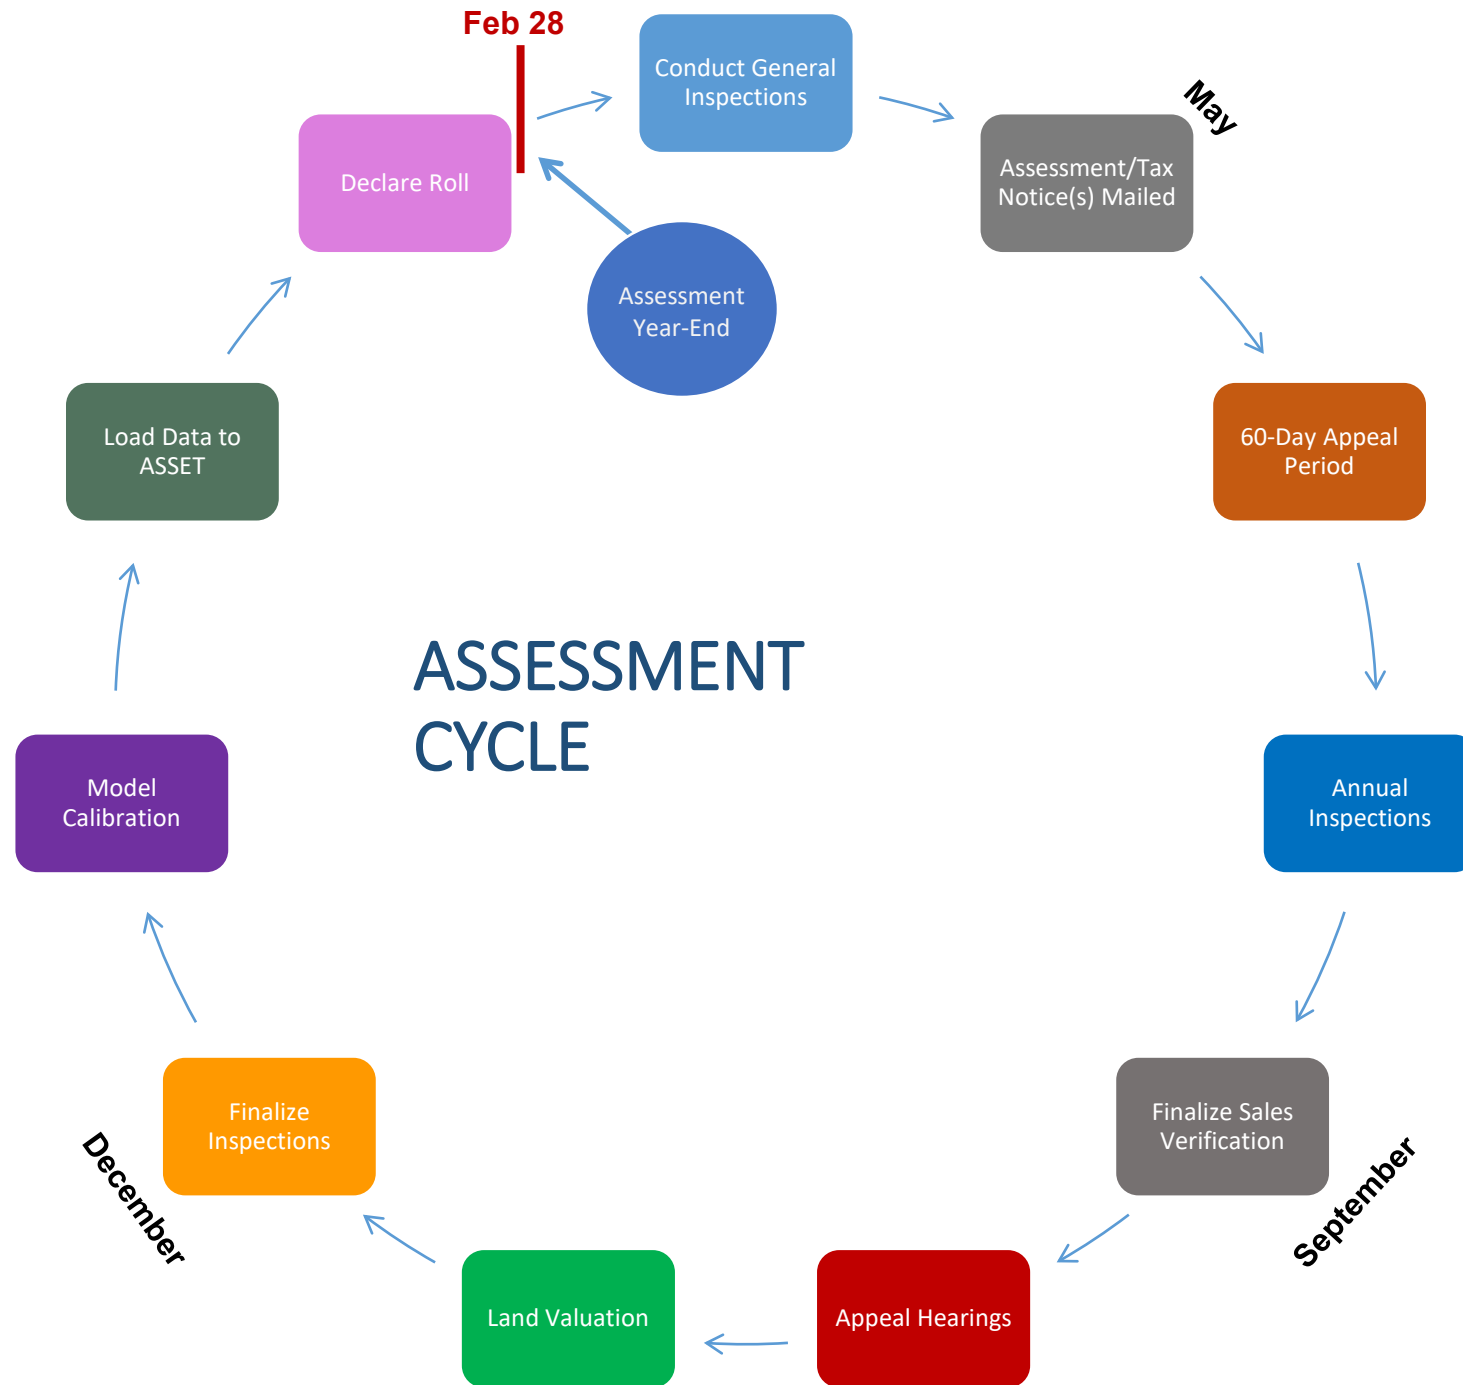 Feb 28
Conduct General
Inspections
May
Assessment/Tax
Notice(s) Mailed
60-Day Appeal
Period
Annual
Inspections
Finalize Sales
Verification
September
Appeal Hearings
Land Valuation
Finalize
Inspections
December
Model
Calibration
Load Data to
ASSET
Declare Roll
Assessment
Year-End
ASSESSMENT
CYCLE